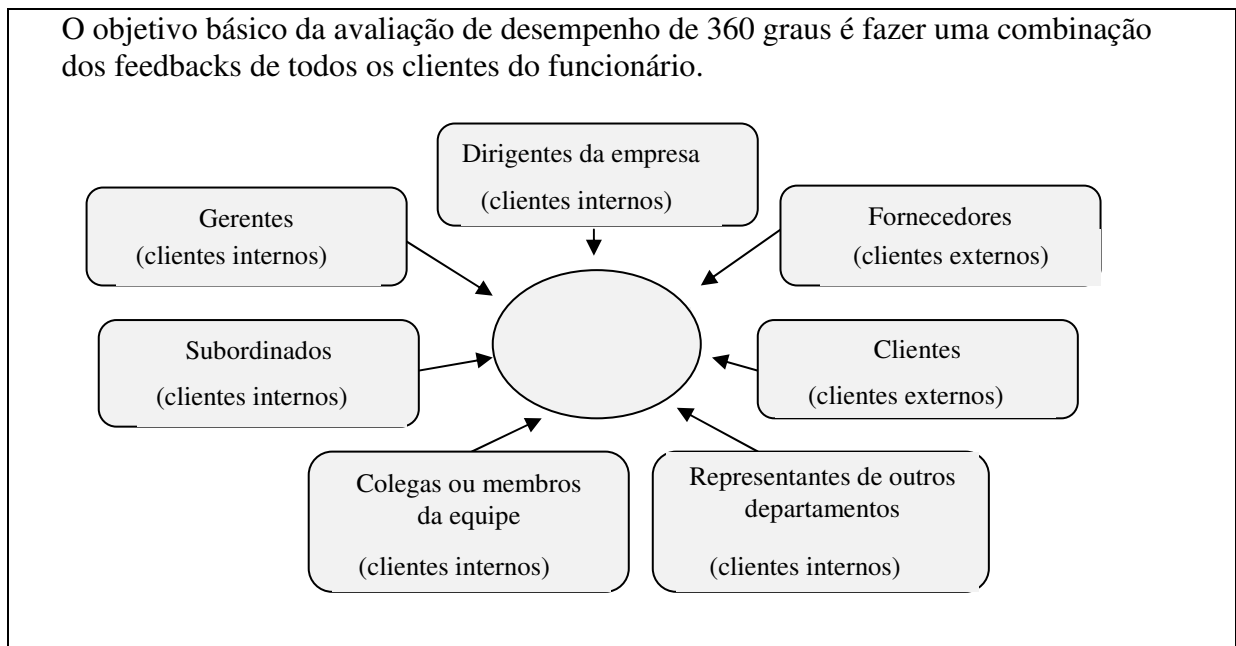 O objetivo básico da avaliação de desempenho de 360 graus é fazer uma combinação
dos feedbacks de todos os clientes do funcionário.
Dirigentes da empresa
(clientes internos)
Gerentes
(clientes internos)
Fornecedores
(clientes externos)
Subordinados
(clientes internos)
Clientes
(clientes externos)
Colegas ou membros
da equipe
(clientes internos)
Representantes de outros
departamentos
(clientes internos)